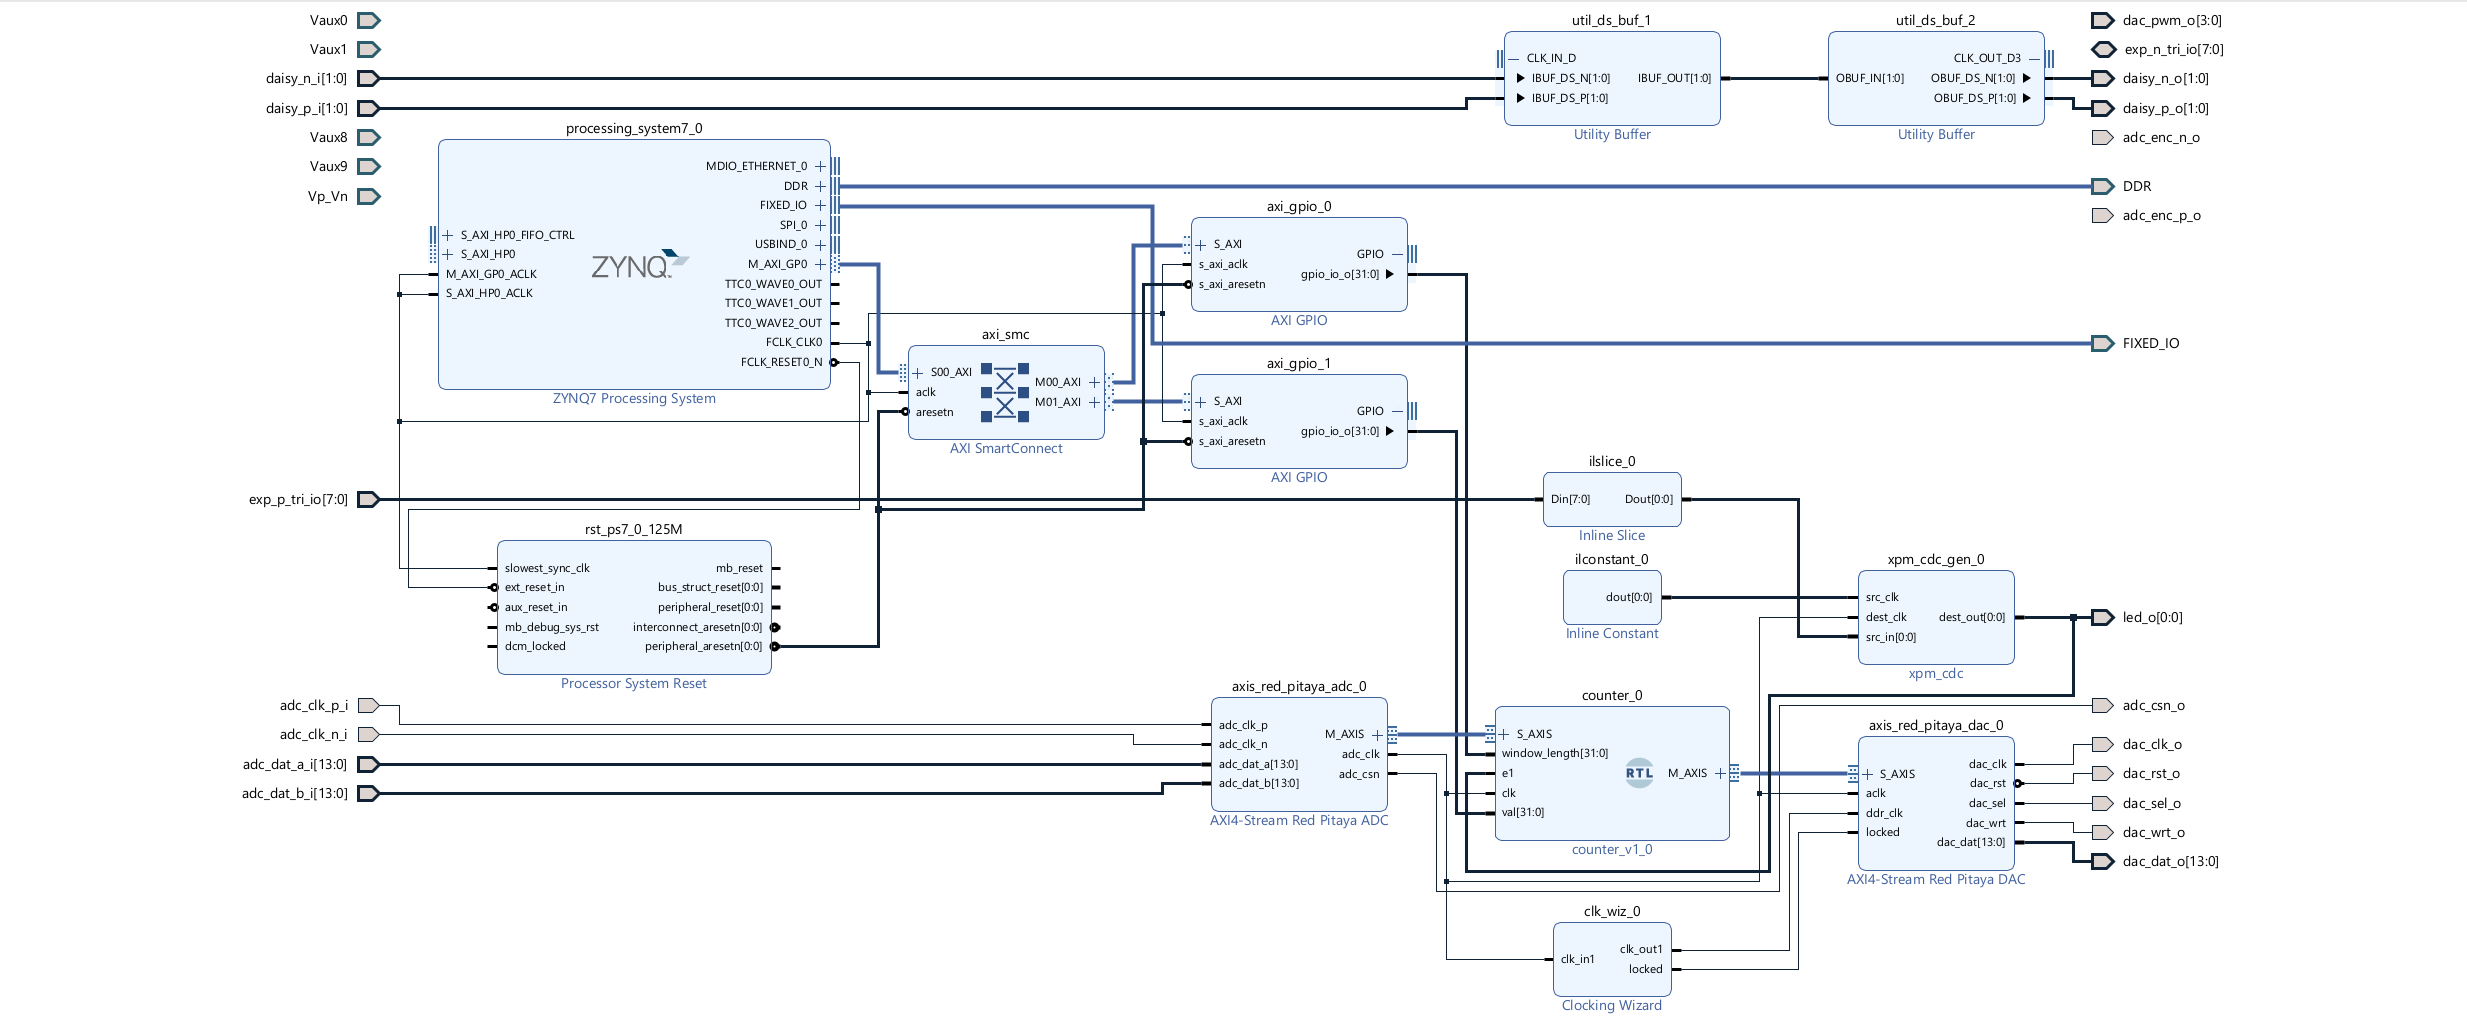 Vaux0
Vaux1
daisy_n_i[1:0]
daisy_p_i[1:0]
Vaux8
Vaux9
Vp_Vn
exp_p_tri_io[7:0]
adc_clk_p_i
adc_clk_n_i
adc_dat_a_i[13:0]
adc_dat_b_i[13:0]
processing_system7_0
S_AXI_HP0_FIFO_CTRL
S_AXI_HP0
M_AXI_GP0_ACLK
S_AXI_HP0_ACLK
ZYNQ
MDIO_ETHERNET_0
DDR
FIXED_IO
SPI_0
USBIND_0
M_AXI_GP0
TTC0_WAVE0_OUT
TTC0_WAVE1_OUT
TTC0_WAVE2_OUT
FCLK_CLK0
FCLK_RESET0_N
ZYNQ7 Processing System
rst_ps7_0_125M
slowest_sync_clk
ext_reset_in
aux_reset_in
mb_debug_sys_rst
dcm_locked
mb_reset
bus_struct_reset[0:0]
peripheral_reset[0:0]
interconnect_aresetn[0:0]
peripheral_aresetn[0:0]
Processor System Reset
axi_smc
S00_AXI
aclk
aresetn
M00_AXI
M01_AXI
AXI SmartConnect
axi_gpio_0
S_AXI
s_axi_aclk
s_axi_aresetn
GPIO
gpio_io_o[31:0]
AXI GPIO
axi_gpio_1
S_AXI
s_axi_aclk
s_axi_aresetn
GPIO
gpio_io_o[31:0]
AXI GPIO
axis_red_pitaya_adc_0
adc_clk_p
adc_clk_n
adc_dat_a[13:0]
adc_dat_b[13:0]
M_AXIS
adc_clk
adc_csn
AXI4-Stream Red Pitaya ADC
util_ds_buf_1
CLK_IN_D
IBUF_DS_N[1:0]
IBUF_DS_P[1:0]
IBUF_OUT[1:0]
Utility Buffer
util_ds_buf_2
OBUF_IN[1:0]
CLK_OUT_D3
OBUF_DS_N[1:0]
OBUF_DS_P[1:0]
Utility Buffer
ilslice_0
Din[7:0]
Dout[0:0]
Inline Slice
ilconstant_0
dout[0:0]
Inline Constant
counter_0
S_AXIS
window_length[31:0]
e1
clk
val[31:0]
RTL
M_AXIS
counter_v1_0
clk_wiz_0
clk_in1
clk_out1
locked
Clocking Wizard
xpm_cdc_gen_0
src_clk
dest_clk
src_in[0:0]
dest_out[0:0]
xpm_cdc
axis_red_pitaya_dac_0
S_AXIS
aclk
ddr_clk
locked
dac_clk
dac_rst
dac_sel
dac_wrt
dac_dat[13:0]
AXI4-Stream Red Pitaya DAC
dac_pwm_o[3:0]
exp_n_tri_io[7:0]
daisy_n_o[1:0]
daisy_p_o[1:0]
adc_enc_n_o
DDR
adc_enc_p_o
FIXED_IO
led_o[0:0]
adc_csn_o
dac_clk_o
dac_rst_o
dac_sel_o
dac_wrt_o
dac_dat_o[13:0]